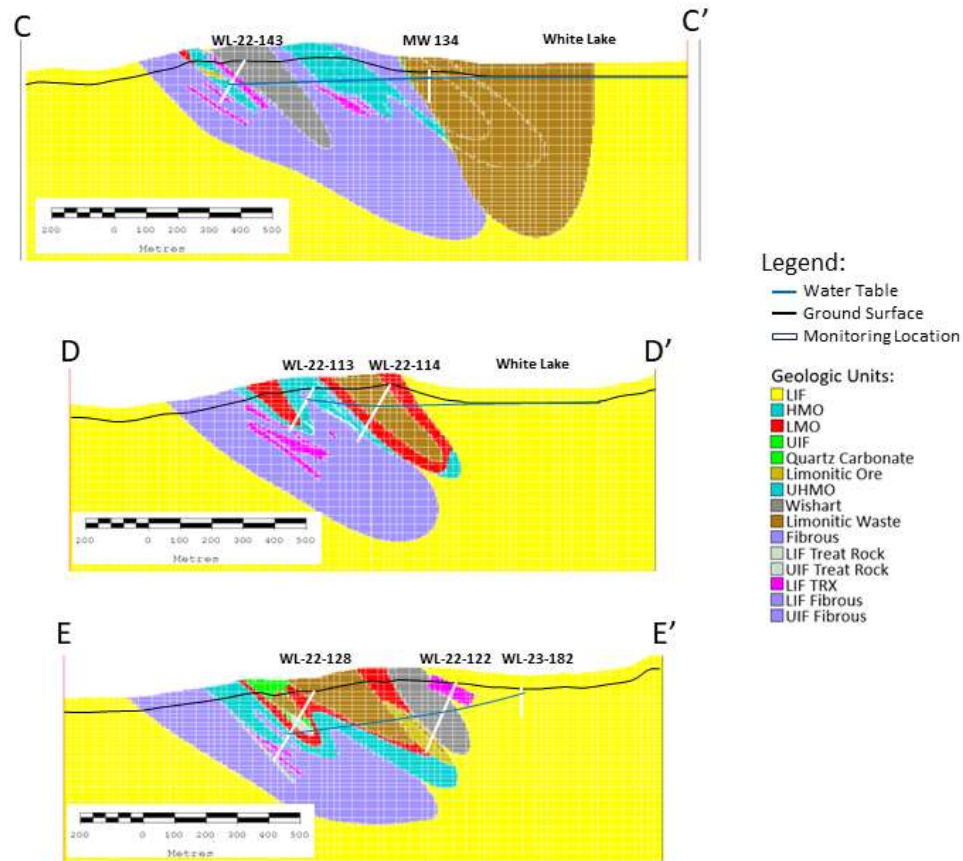 C
C’
WL-22-143
MW 134
White Lake
200 0 100 200 300 400 500
Metres
D
D’
WL-22-113
WL-22-114
White Lake
200 0 100 200 300 400 500
Metres
E
E’
WL-22-128
WL-22-122
WL-23-182
200 0 100 200 300 400 500
Metres
Legend:
Water Table
Ground Surface
Monitoring Location
Geologic Units:
LIF
HMO
LMO
UIF
Quartz Carbonate
Limonitic Ore
UHMO
Wishart
Limonitic Waste
Fibrous
LIF Treat Rock
UIF Treat Rock
LIF TRX
LIF Fibrous
UIF Fibrous